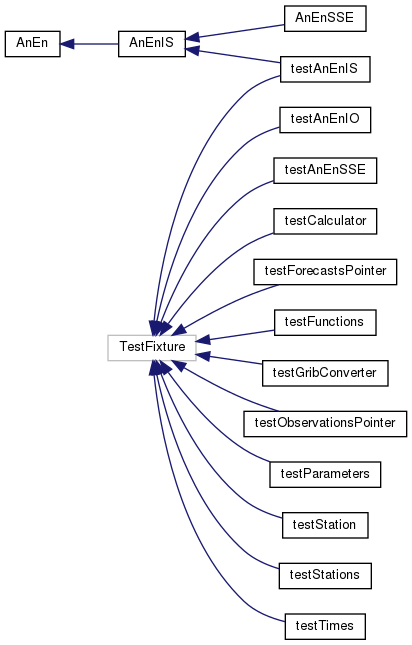 AnEnSSE
AnEn
AnEnIS
testAnEnIS
testAnEnIO
testAnEnSSE
testCalculator
testForecastsPointer
testFunctions
TestFixture
testGribConverter
testObservationsPointer
testParameters
testStation
testStations
testTimes